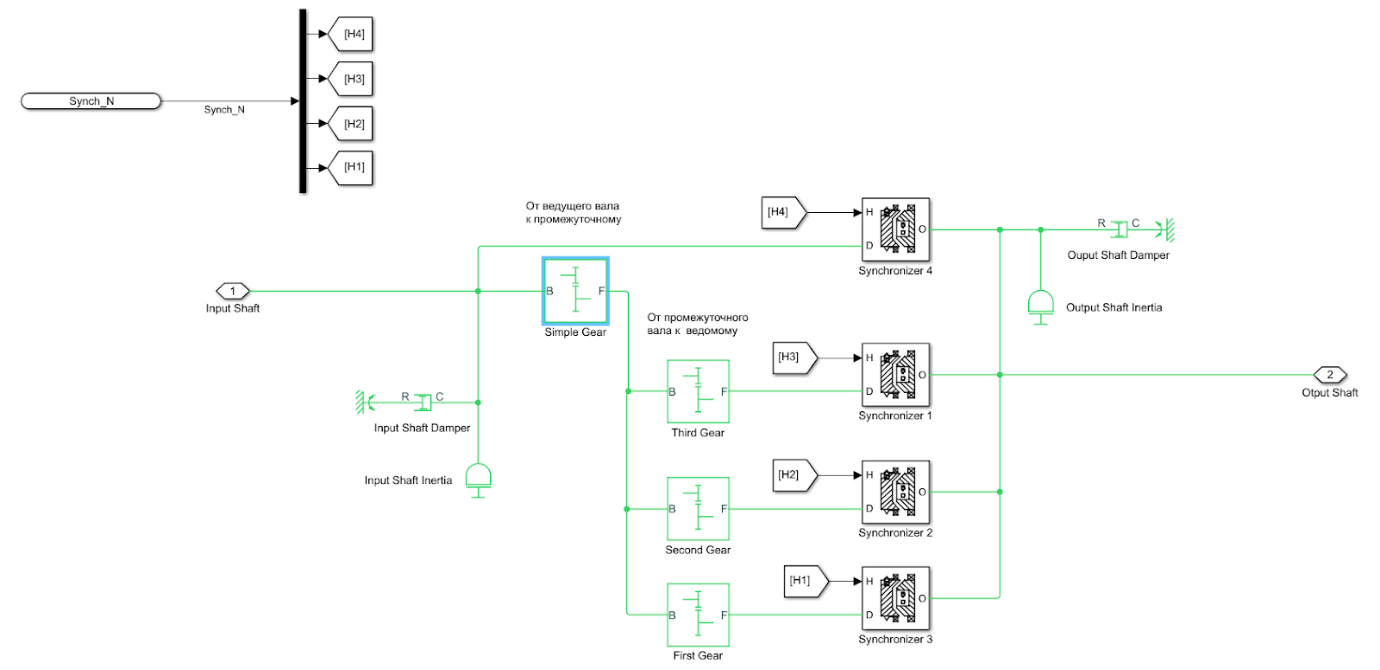 [H4]
[H3]
Synch_N
Synch_N
[H2]
[H1]
От ведущего вала
к промежуточному
[H4]
H
D
O
Synchronizer 4
R
C
Ouput Shaft Damper
1
Input Shaft
B
F
Simple Gear
Output Shaft Inertia
От промежуточного
вала к ведомому
[H3]
H
D
O
Synchronizer 1
2
Otput Shaft
B
F
Third Gear
R
C
Input Shaft Damper
Input Shaft Inertia
[H2]
H
D
O
Synchronizer 2
B
F
Second Gear
[H1]
H
D
O
Synchronizer 3
B
F
First Gear